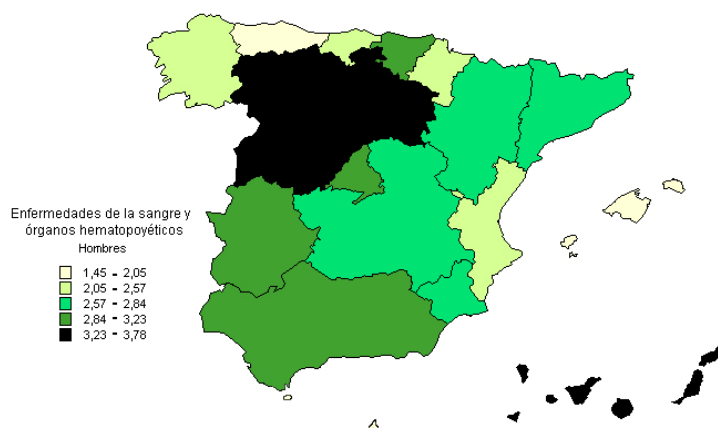 Enfermedades de la sangre y
órganos hematopoyéticos
Hombres
1,45 - 2,05
2,05 - 2,57
2,57 - 2,84
2,84 - 3,23
3,23 - 3,78